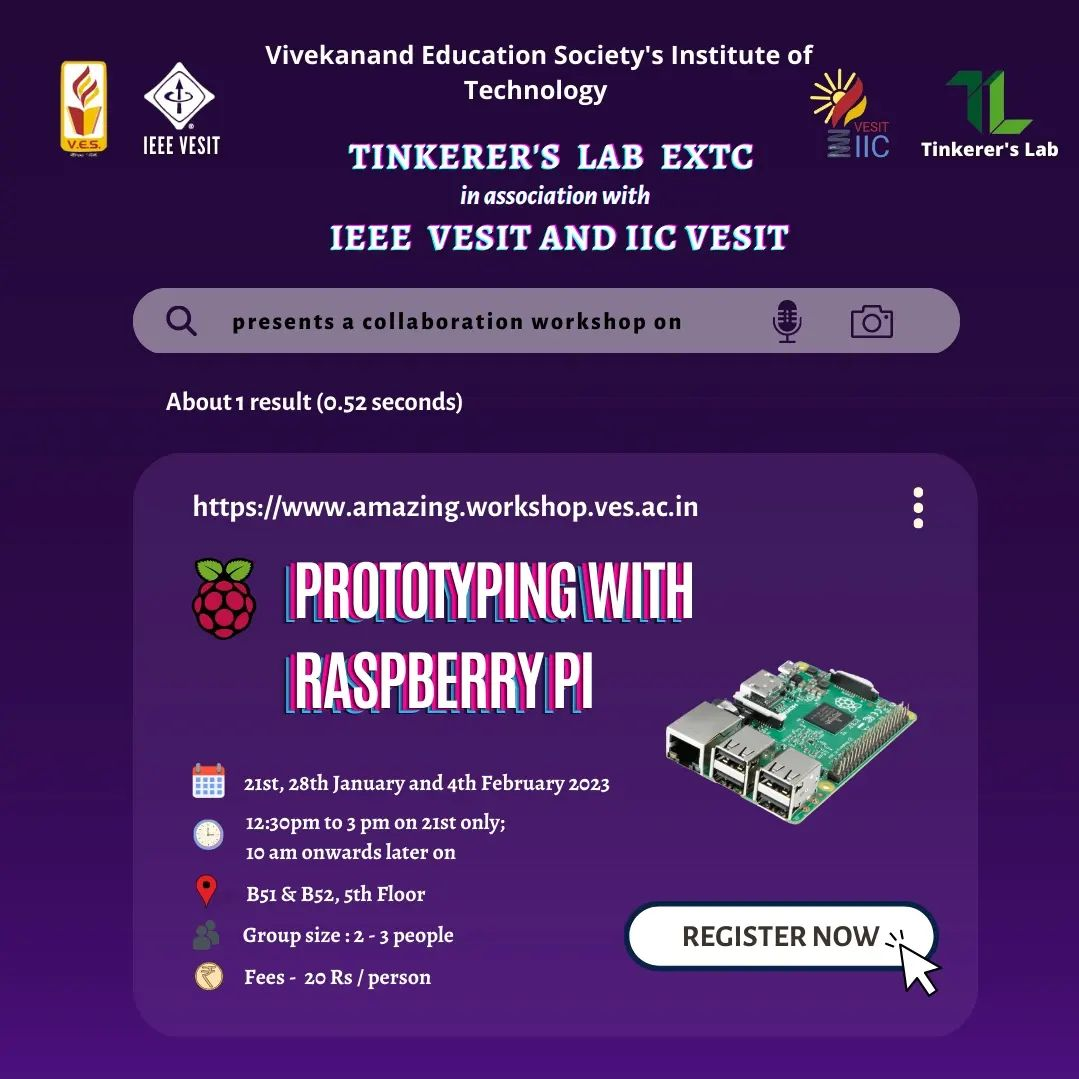 Vivekanand Education Society's Institute of
Technology
V.E.S.
IEEE VESIT
VESIT
IIC
TL
Tinkerer's Lab
TINKERER'S LAB EXTC
in association with
IEEE VESIT AND IIC VESIT
presents a collaboration workshop on
About 1 result (0.52 seconds)
https://www.amazing.workshop.ves.ac.in
PROTOTYPING WITH
RASPBERRY PI
21st, 28th January and 4th February 2023
12:30pm to 3 pm on 21st only;
10 am onwards later on
B51 & B52, 5th Floor
Group size : 2 - 3 people
Fees - 20 Rs / person
REGISTER NOW